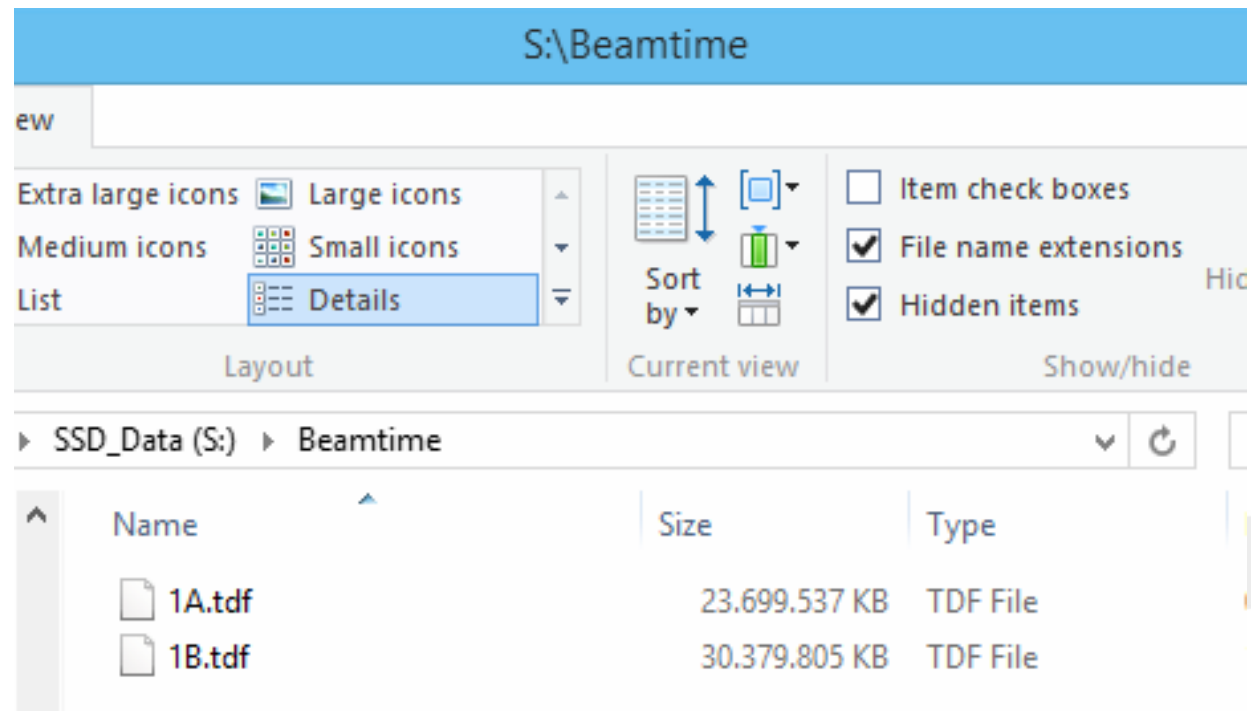 S:\Beamtime
ew
Extra large icons Large icons
Medium icons Small icons
List Details
Layout
Sort by
Current view
Item check boxes
File name extensions
Hidden items
Hid
Show/hide
SSD_Data (S:) Beamtime
Name Size Type
1A.tdf 23.699.537 KB TDF File
1B.tdf 30.379.805 KB TDF File